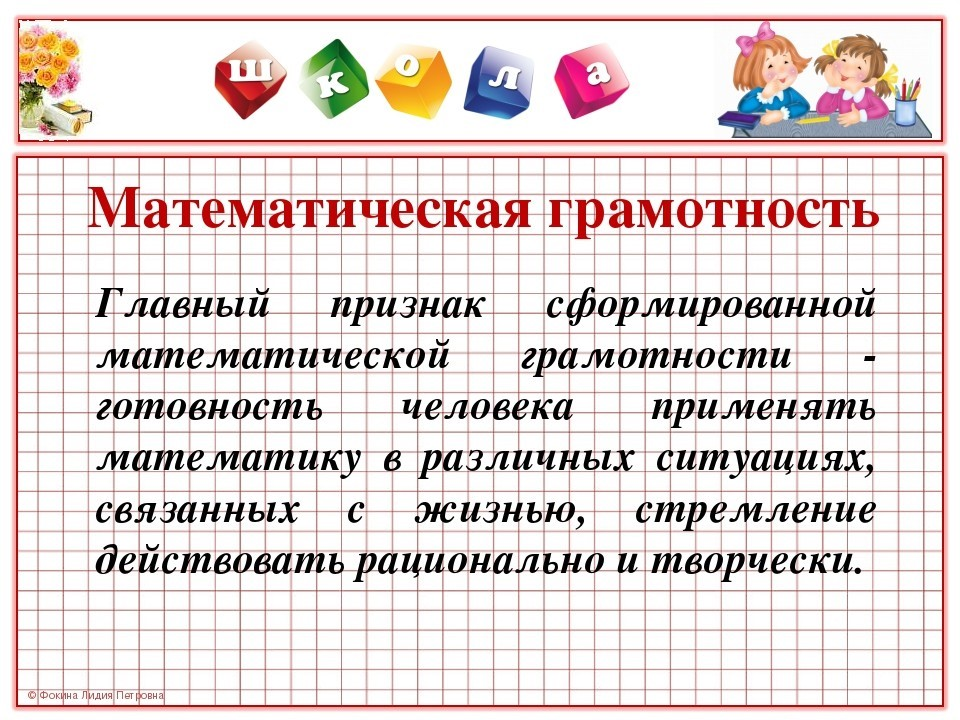 школа
Математическая грамотность
Главный признак сформированной
математической грамотности -
готовность человека применять
математику в различных ситуациях,
связанных с жизнью, стремление
действовать рационально и творчески.
© Фокина Лидия Петровна